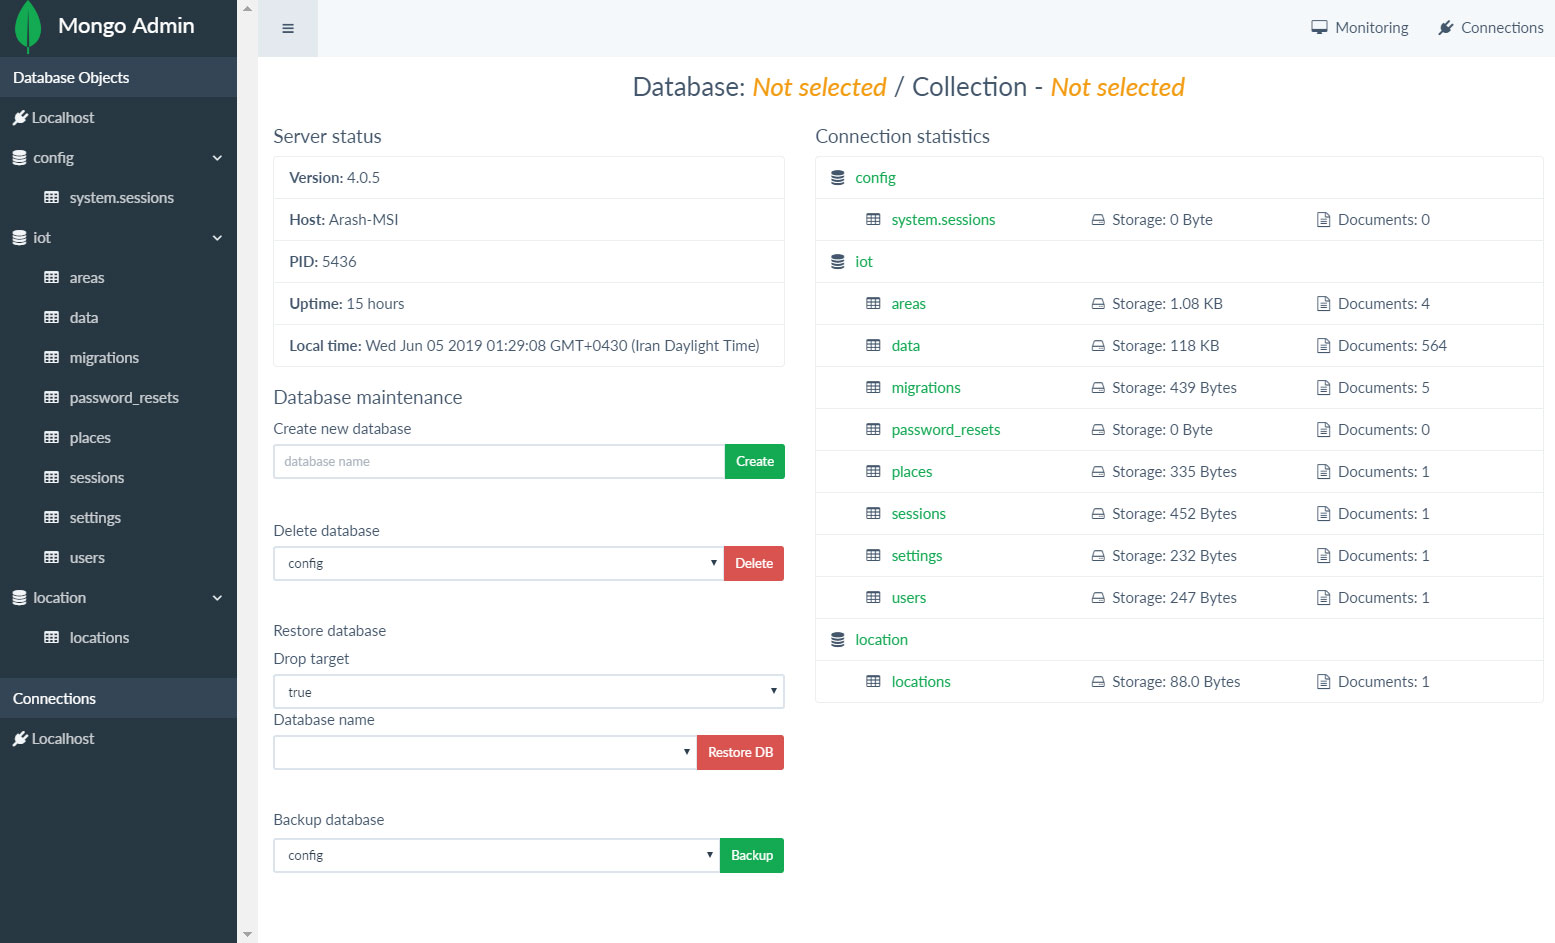 Mongo Admin
Database Objects
Localhost
config
system.sessions
iot
areas
data
migrations
password_resets
places
sessions
settings
users
location
locations
Connections
Localhost
Monitoring
Connections
Database: Not selected / Collection - Not selected
Server status
Version: 4.0.5
Host: Arash-MSI
PID: 5436
Uptime: 15 hours
Local time: Wed Jun 05 2019 01:29:08 GMT+0430 (Iran Daylight Time)
Database maintenance
Create new database
database name
Create
Delete database
config
Delete
Restore database
Drop target
true
Database name
Restore DB
Backup database
config
Backup
Connection statistics
config
system.sessions Storage: 0 Byte Documents: 0
iot
areas Storage: 1.08 KB Documents: 4
data Storage: 118 KB Documents: 564
migrations Storage: 439 Bytes Documents: 5
password_resets Storage: 0 Byte Documents: 0
places Storage: 335 Bytes Documents: 1
sessions Storage: 452 Bytes Documents: 1
settings Storage: 232 Bytes Documents: 1
users Storage: 247 Bytes Documents: 1
location
locations Storage: 88.0 Bytes Documents: 1